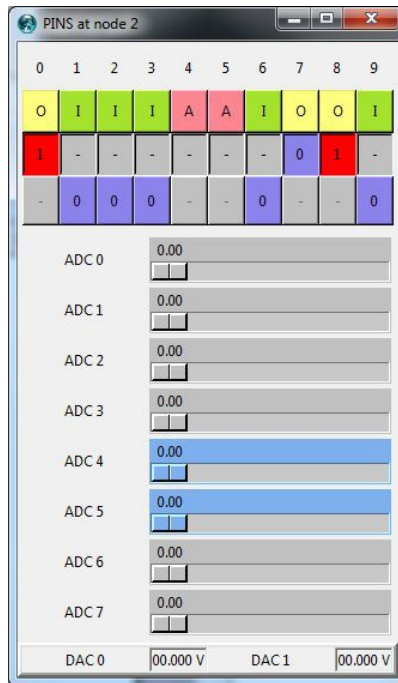 PINS at node 2
0 1 2 3 4 5 6 7 8 9
O I I I A A I O O I
1 - - - - - - 0 1 -
- 0 0 0 - - 0 - - 0
0.00
ADC 0
0.00
ADC 1
0.00
ADC 2
0.00
ADC 3
0.00
ADC 4
0.00
ADC 5
0.00
ADC 6
0.00
ADC 7
DAC 0 00.000 V DAC 1 00.000 V